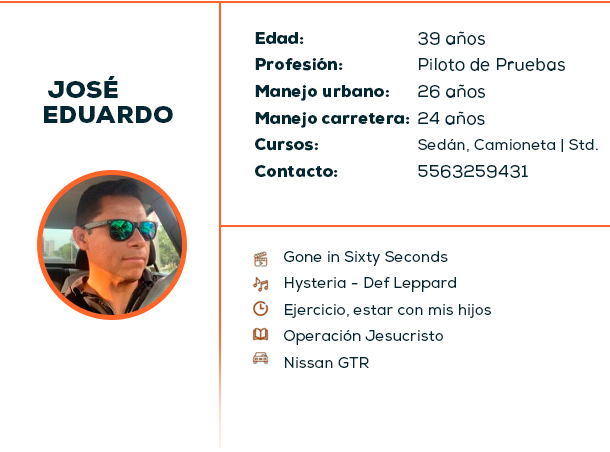 JOSÉ
EDUARDO
Edad: 39 años
Profesión: Piloto de Pruebas
Manejo urbano: 26 años
Manejo carretera: 24 años
Cursos: Sedán, Camioneta | Std.
Contacto: 5563259431
Gone in Sixty Seconds
Hysteria - Def Leppard
Ejercicio, estar con mis hijos
Operación Jesucristo
Nissan GTR